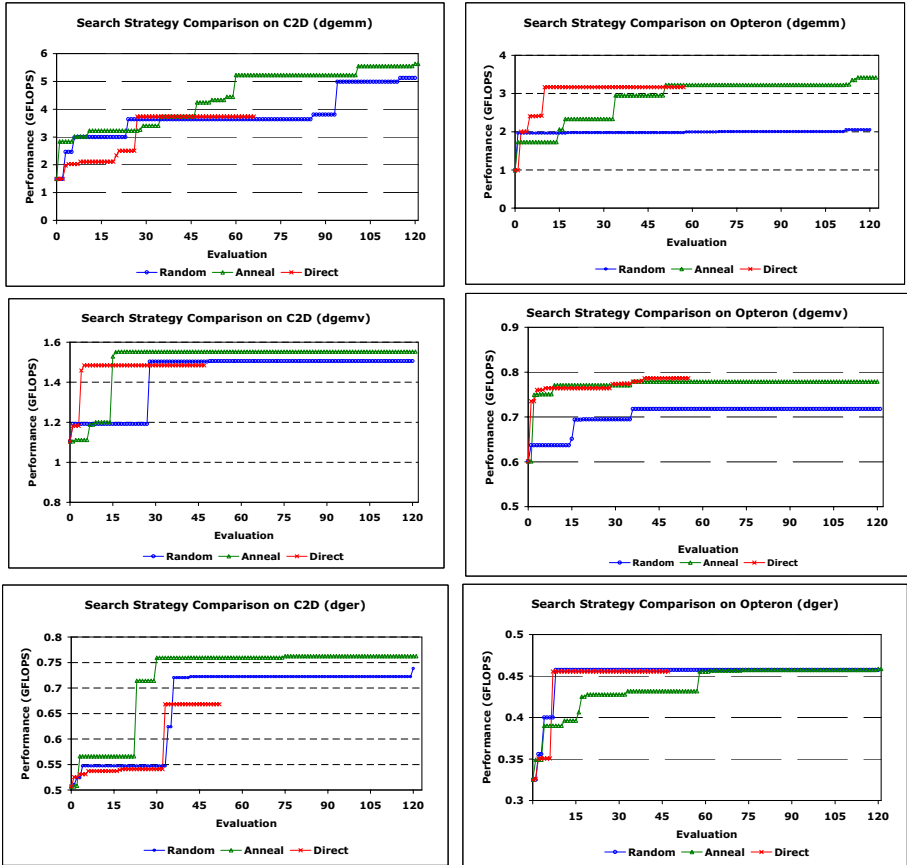 Search Strategy Comparison on C2D (dgemm)
Performance (GFLOPS)
6
5
4
3
2
1
0
0 15 30 45 60 75 90 105 120
Evaluation
Random Anneal Direct
Search Strategy Comparison on Opteron (dgemm)
Performance (GFLOPS)
4
3
2
1
0
0 15 30 45 60 75 90 105 120
Evaluation
Random Anneal Direct
Search Strategy Comparison on C2D (dgemv)
Performance (GFLOPS)
1.6
1.4
1.2
1
0.8
0 15 30 45 60 75 90 105 120
Evaluation
Random Anneal Direct
Search Strategy Comparison on Opteron (dgemv)
Performance (GFLOPS)
0.9
0.8
0.7
0.6
0.5
0 15 30 45 60 75 90 105 120
Evaluation
Random Anneal Direct
Search Strategy Comparison on C2D (dger)
Performance (GFLOPS)
0.8
0.75
0.7
0.65
0.6
0.55
0.5
0 15 30 45 60 75 90 105 120
Evaluation
Random Anneal Direct
Search Strategy Comparison on Opteron (dger)
Performance (GFLOPS)
0.5
0.45
0.4
0.35
0.3
15 30 45 60 75 90 105 120
Evaluation
Random Anneal Direct